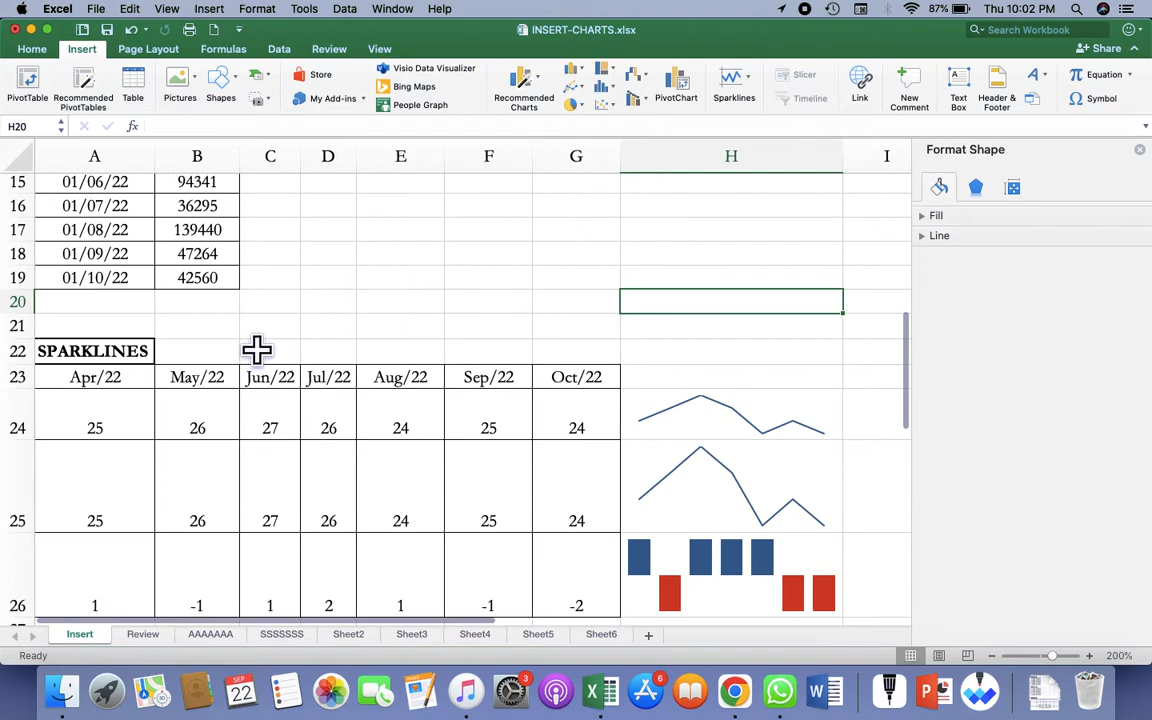 Excel File Edit View Insert Format Tools Data Window Help 87% Thu 10:02 PM
INSERT-CHARTS.xlsx Search Workbook
Home Insert Page Layout Formulas Data Review View Share
PivotTable Recommended PivotTables Table Pictures Shapes Store My Add-ins Visio Data Visualizer Bing Maps People Graph Recommended Charts PivotChart Sparklines Slicer Timeline Link New Comment Text Box Header & Footer A Equation Symbol
H20 fx
A B C D E F G H I
15 01/06/22 94341
16 01/07/22 36295
17 01/08/22 139440
18 01/09/22 47264
19 01/10/22 42560
20
21
22 SPARKLINES
23 Apr/22 May/22 Jun/22 Jul/22 Aug/22 Sep/22 Oct/22
24 25 26 27 26 24 25 24
25 25 26 27 26 24 25 24
26 1 -1 1 2 1 -1 -2
Format Shape
Fill
Line
Insert Review AAAAAAA SSSSSSS Sheet2 Sheet3 Sheet4 Sheet5 Sheet6
Ready 200%
SEP 22 3 6